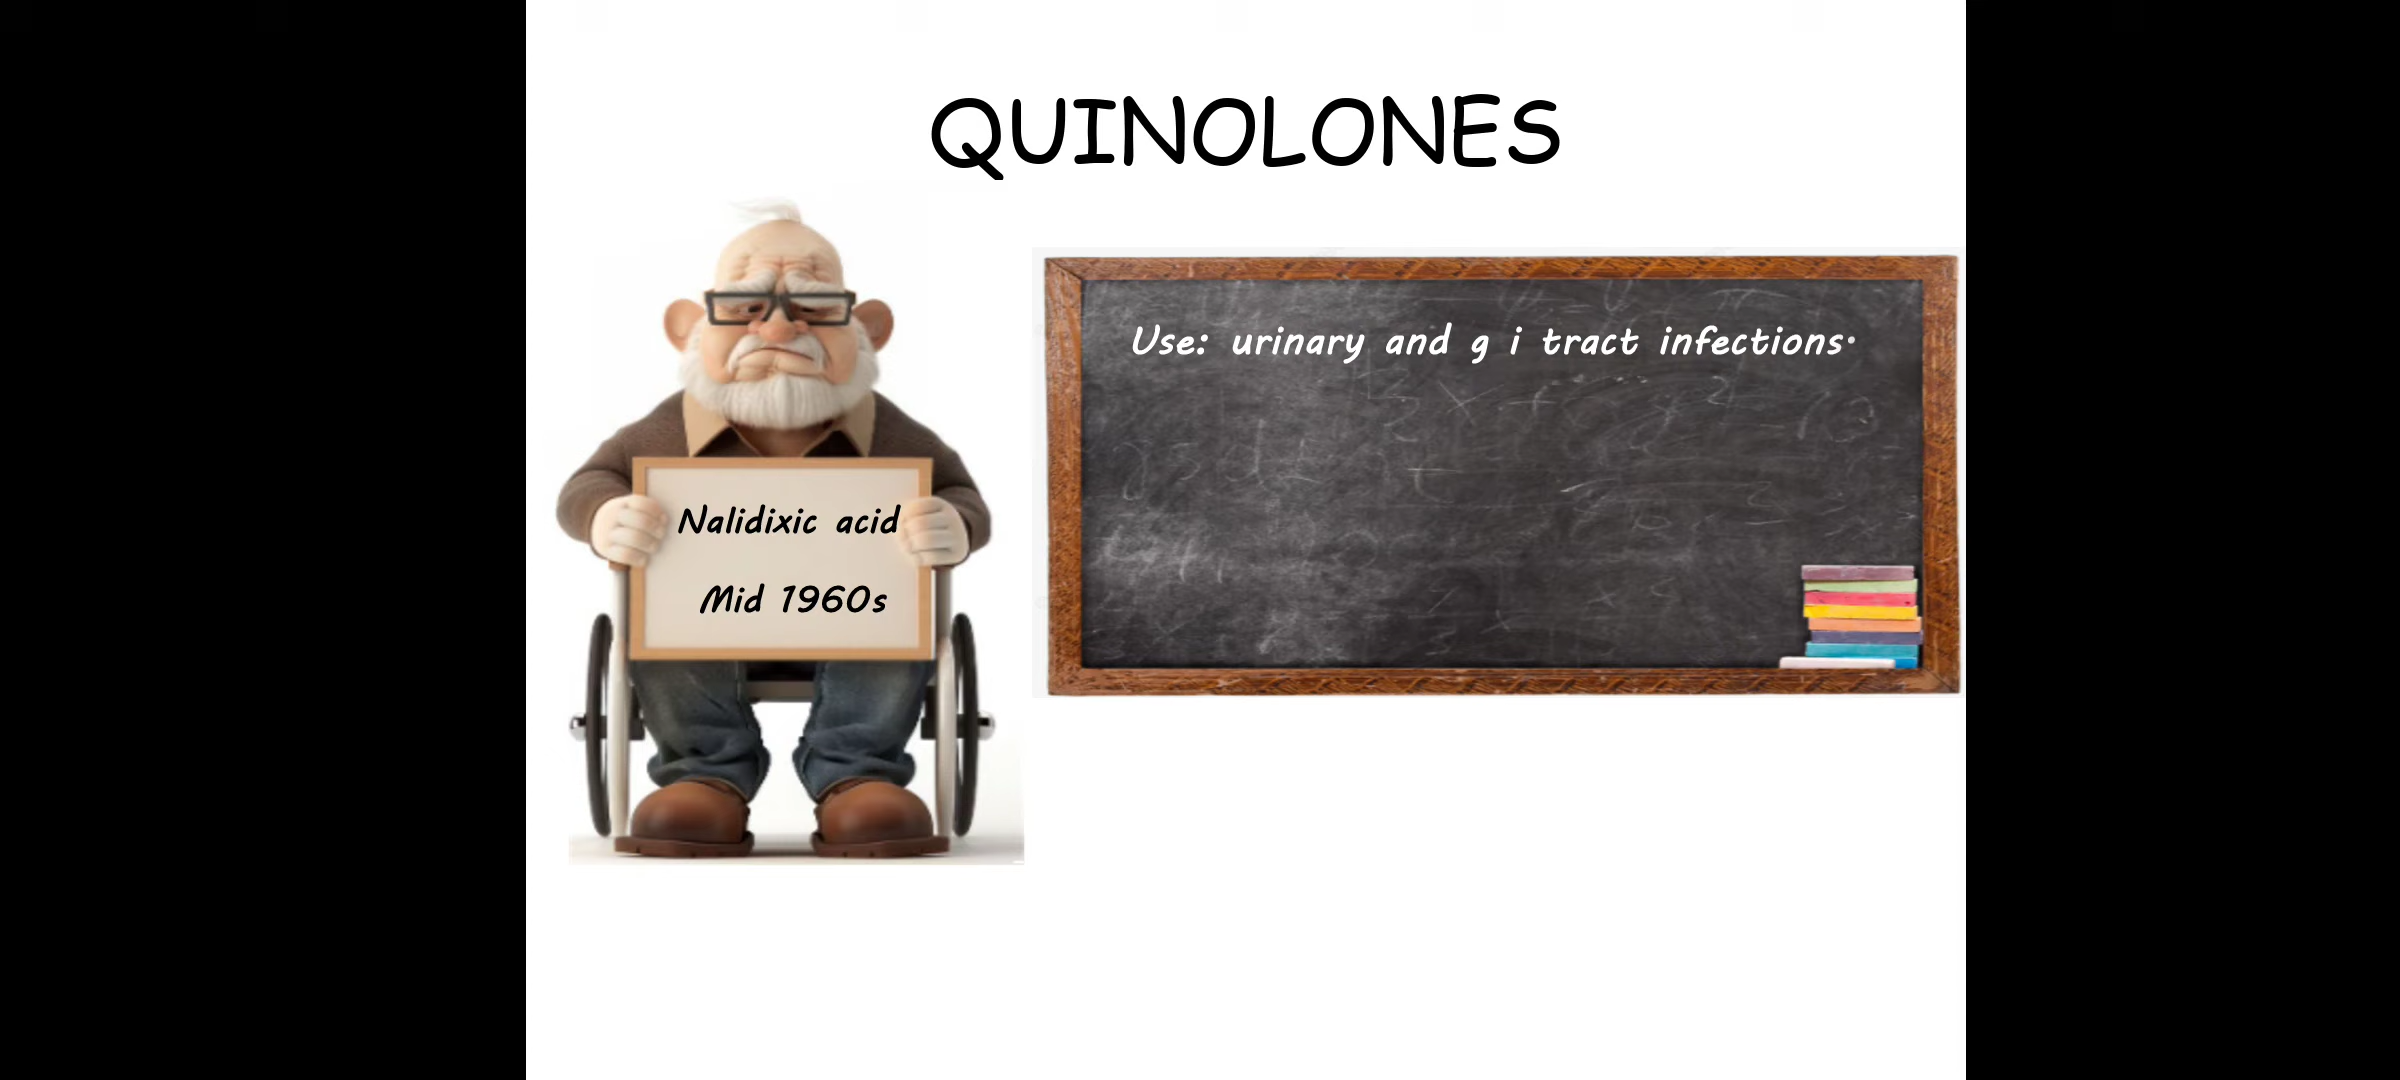 QUINOLONES
Use: urinary and g i tract infections.
Nalidixic acid
Mid 1960s